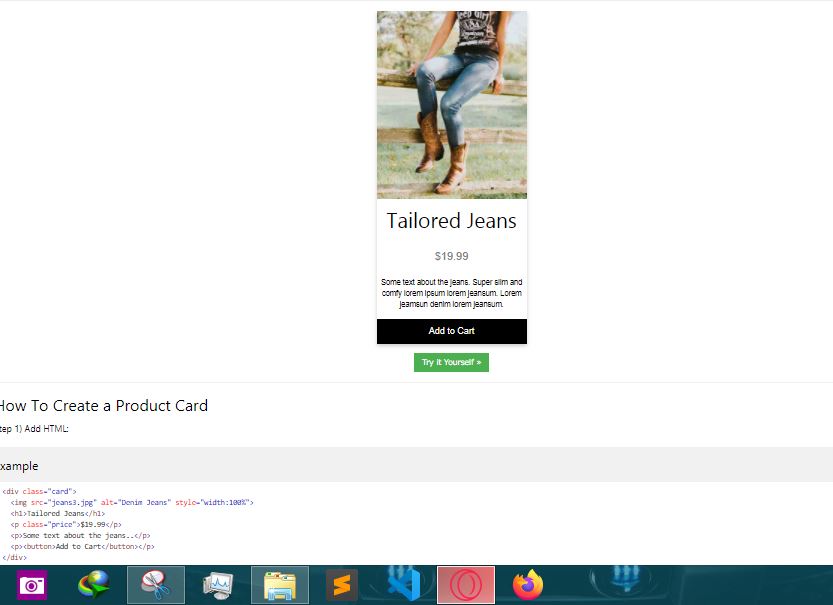 Jeep Girl
Tailored Jeans
$19.99
Some text about the jeans. Super slim and
comfy lorem ipsum lorem jeansum. Lorem
jeamsun denim lorem jeansum.
Add to Cart
Try it Yourself »
How To Create a Product Card
tep 1) Add HTML:
xample
<div class="card">
<img src="jeans3.jpg" alt="Denim Jeans" style="width:100%">
<h1>Tailored Jeans</h1>
<p class="price">$19.99</p>
<p>Some text about the jeans..</p>
<p><button>Add to Cart</button></p>
</div>